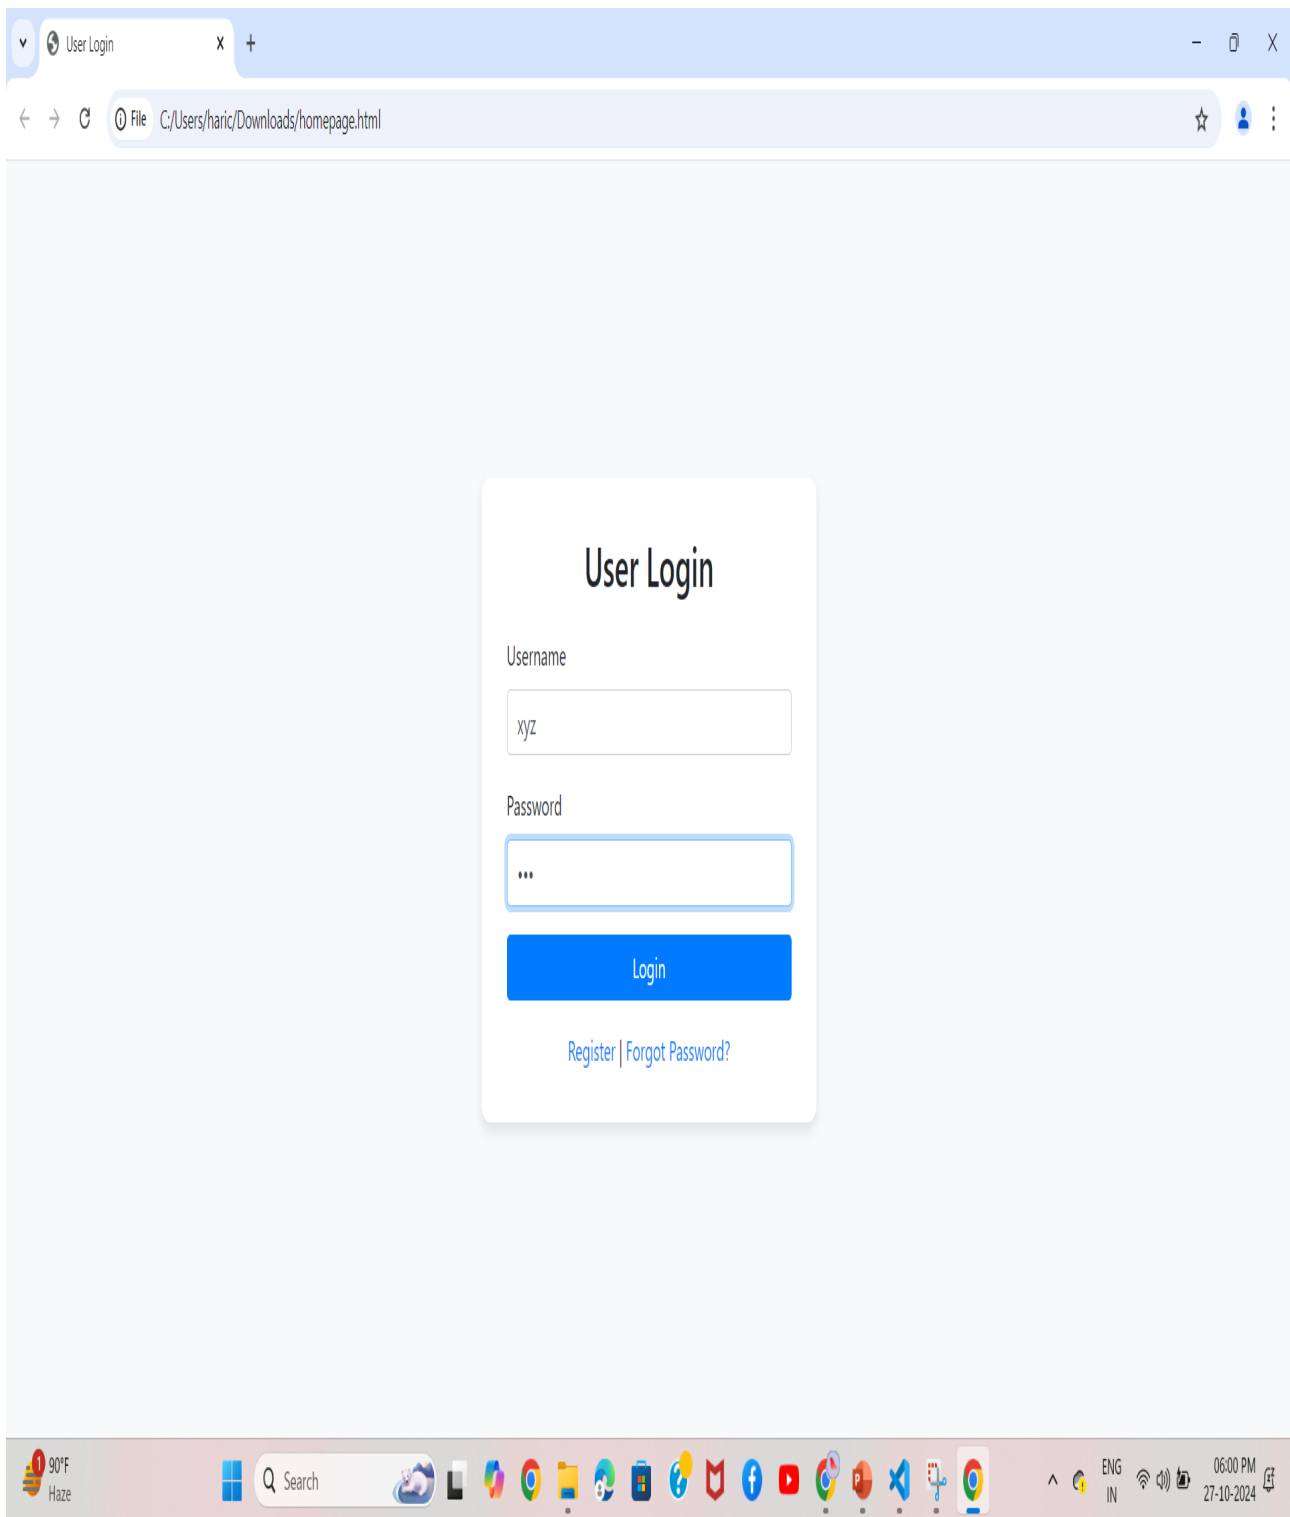 User Login
File C:/Users/haric/Downloads/homepage.html
User Login
Username
xyz
Password
•••
Login
Register | Forgot Password?
1 90°F
Haze
Search
ENG
IN
06:00 PM
27-10-2024